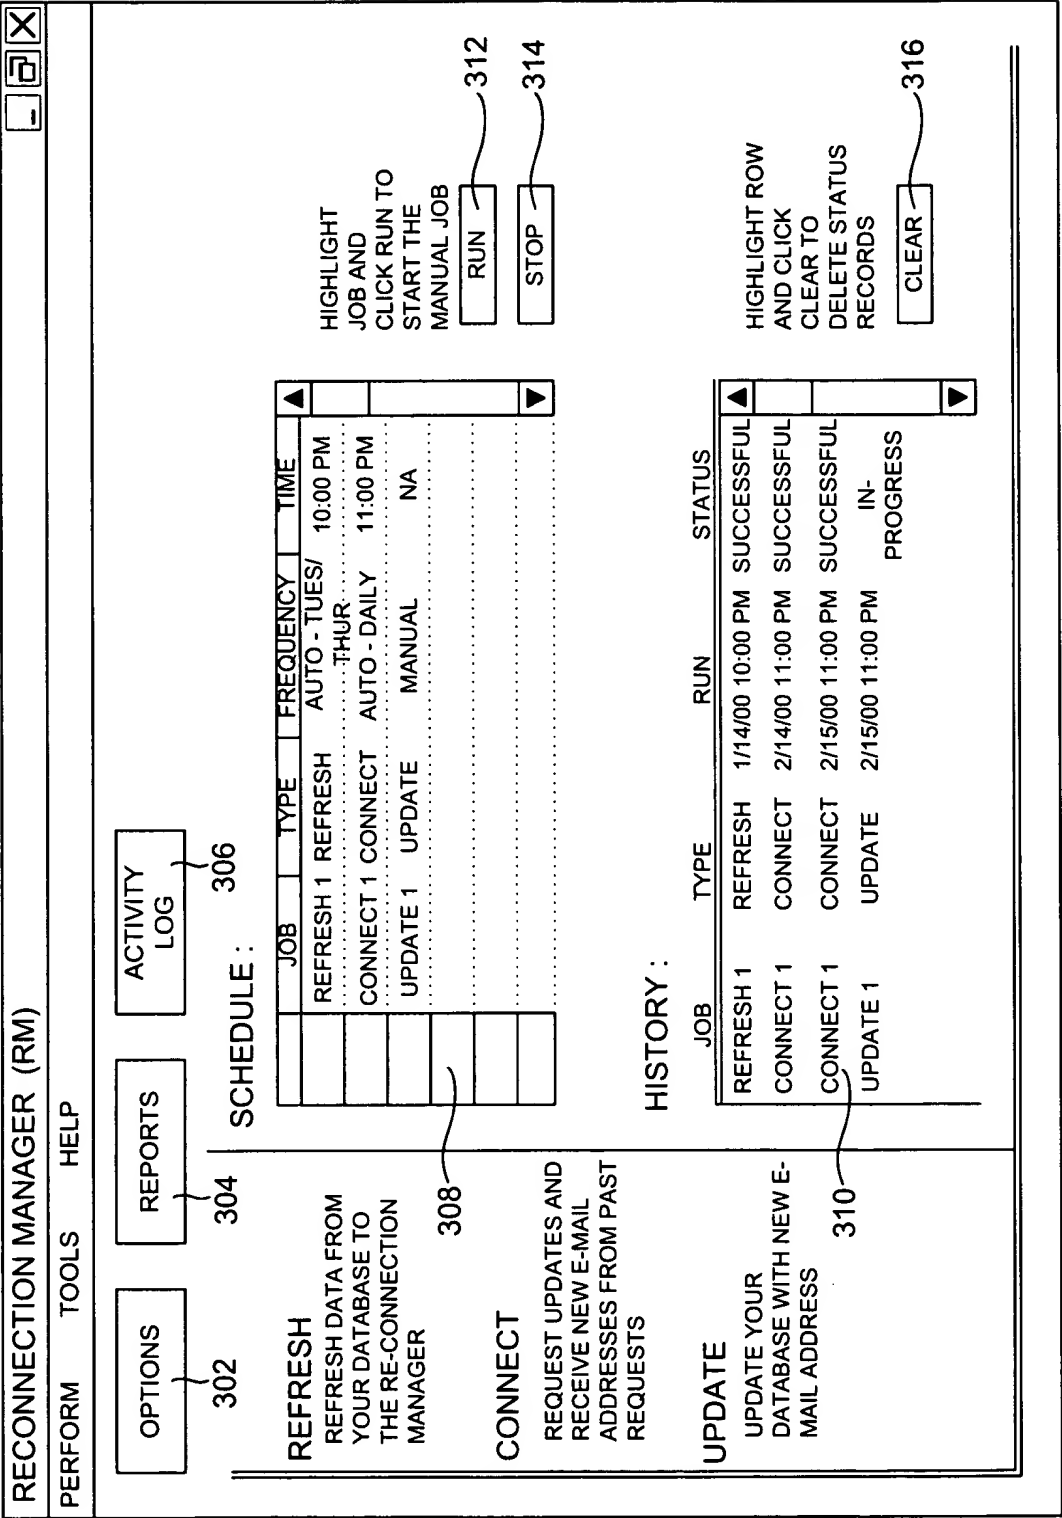 RECONNECTION MANAGER (RM)
PERFORM TOOLS HELP
OPTIONS
302
REPORTS
304
ACTIVITY
LOG
306
REFRESH
REFRESH DATA FROM
YOUR DATABASE TO
THE RE-CONNECTION
MANAGER
CONNECT
REQUEST UPDATES AND
RECEIVE NEW E-MAIL
ADDRESSES FROM PAST
REQUESTS
UPDATE
UPDATE YOUR
DATABASE WITH NEW E-
MAIL ADDRESS
SCHEDULE :
JOB TYPE FREQUENCY TIME
REFRESH 1 REFRESH AUTO - TUES/ 10:00 PM
THUR
CONNECT 1 CONNECT AUTO - DAILY 11:00 PM
UPDATE 1 UPDATE MANUAL NA
308
HIGHLIGHT
JOB AND
CLICK RUN TO
START THE
MANUAL JOB
RUN
312
STOP
314
HISTORY :
JOB TYPE RUN STATUS
REFRESH 1 REFRESH 1/14/00 10:00 PM SUCCESSFUL
CONNECT 1 CONNECT 2/14/00 11:00 PM SUCCESSFUL
CONNECT 1 CONNECT 2/15/00 11:00 PM SUCCESSFUL
UPDATE 1 UPDATE 2/15/00 11:00 PM IN-
PROGRESS
310
HIGHLIGHT ROW
AND CLICK
CLEAR TO
DELETE STATUS
RECORDS
CLEAR
316